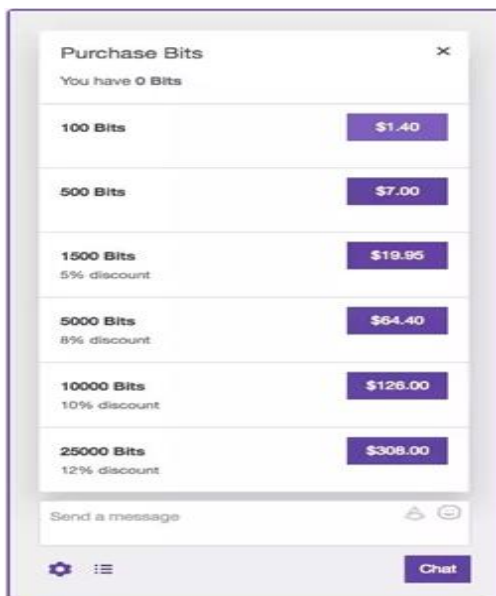 Purchase Bits
×
You have 0 Bits
100 Bits
$1.40
500 Bits
$7.00
1500 Bits
$19.95
5% discount
5000 Bits
$64.40
8% discount
10000 Bits
$126.00
10% discount
25000 Bits
$308.00
12% discount
Send a message
Chat